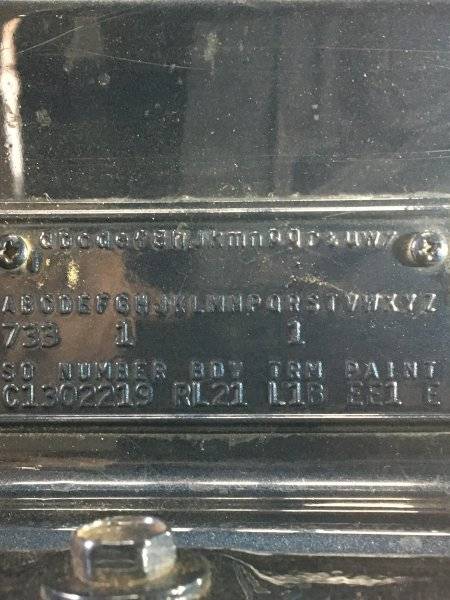 ABCDEFGHJKLMNPQRSTVWXYZ
733 1 1
SO NUMBER BDY TRM PAINT
C1302219 RL21 L1B EE1 E